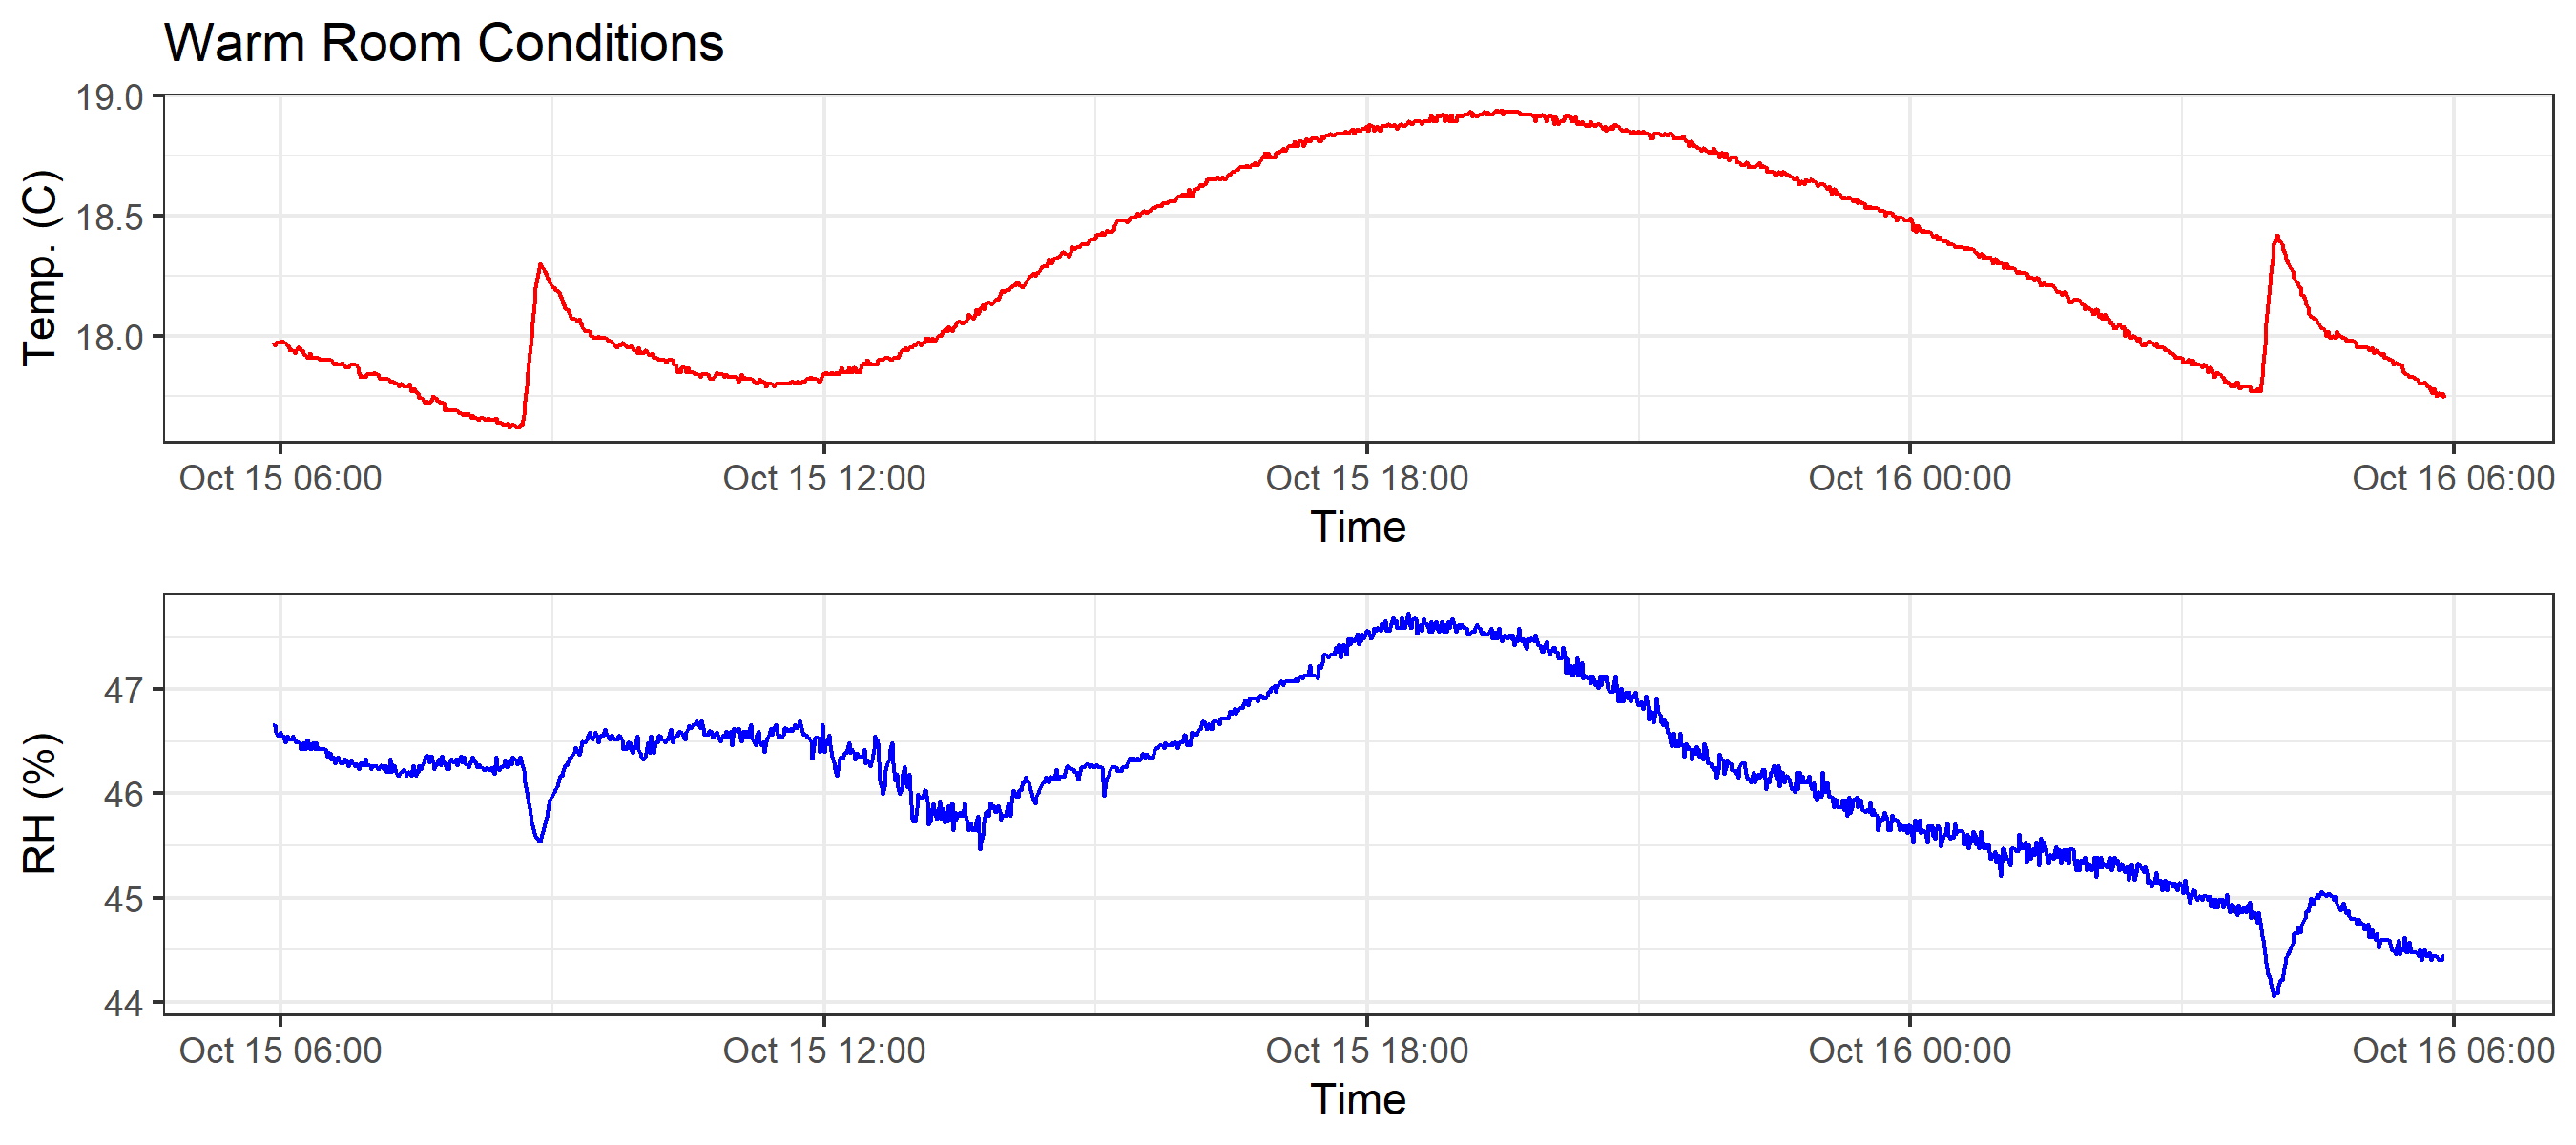 Warm Room Conditions
19.0
18.5
18.0
Temp. (C)
Oct 15 06:00 Oct 15 12:00 Oct 15 18:00 Oct 16 00:00 Oct 16 06:00
Time
47
46
45
44
RH (%)
Oct 15 06:00 Oct 15 12:00 Oct 15 18:00 Oct 16 00:00 Oct 16 06:00
Time